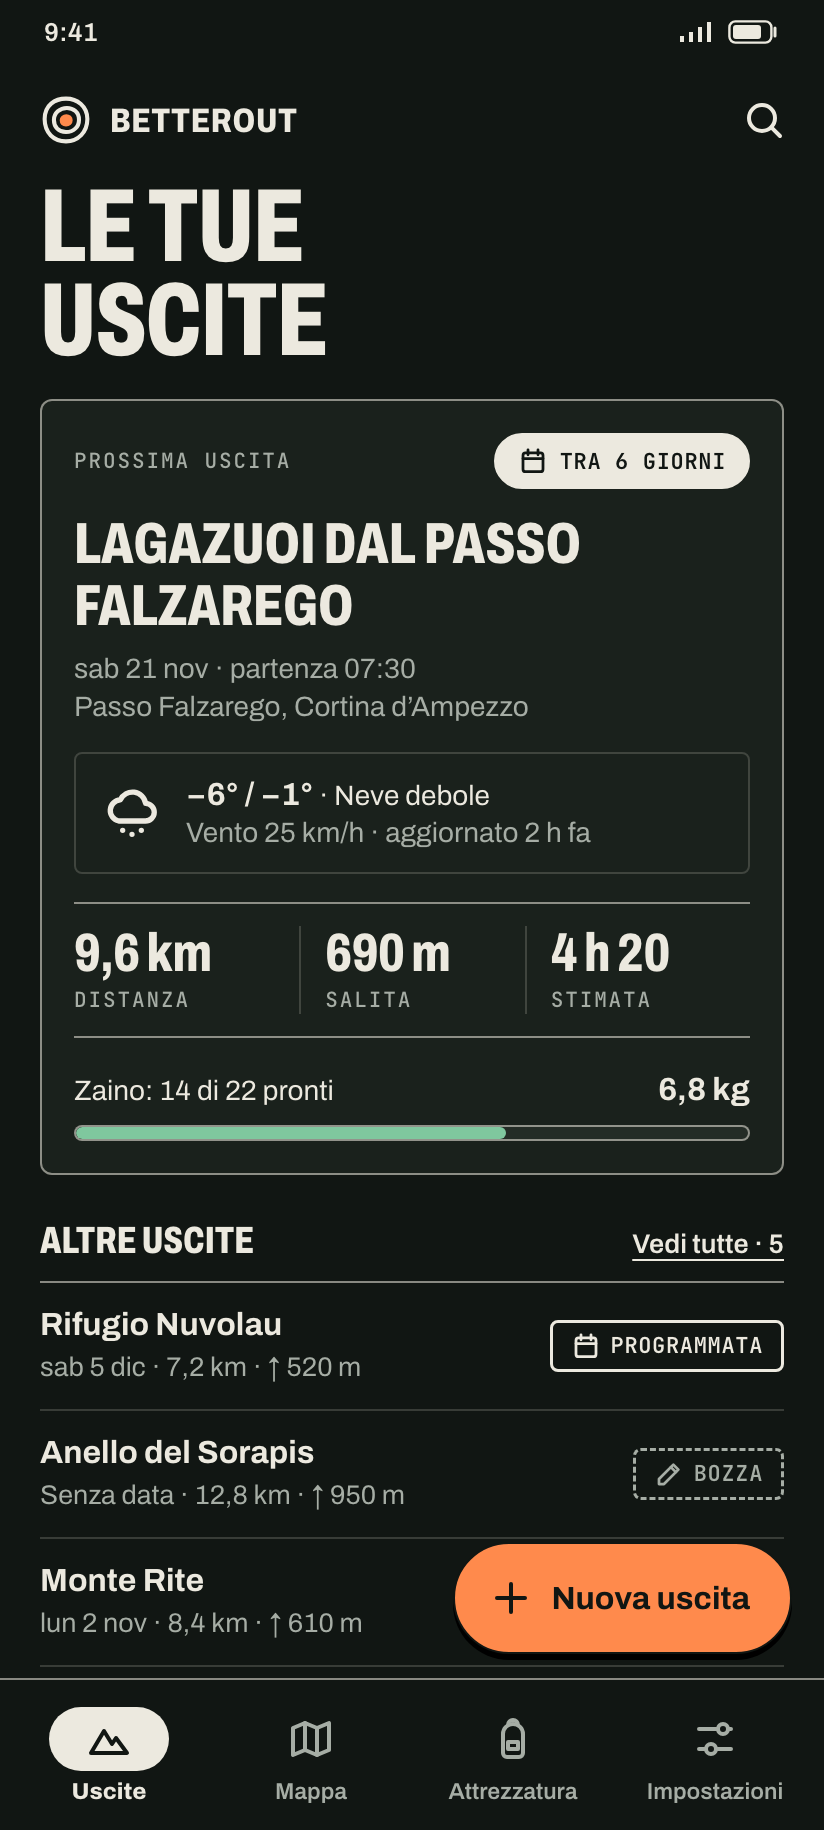 9:41
BETTEROUT
LE TUE
USCITE
PROSSIMA USCITA
TRA 6 GIORNI
LAGAZUOI DAL PASSO
FALZAREGO
sab 21 nov · partenza 07:30
Passo Falzarego, Cortina d’Ampezzo
−6° / −1° · Neve debole
Vento 25 km/h · aggiornato 2 h fa
9,6 km
DISTANZA
690 m
SALITA
4 h 20
STIMATA
Zaino: 14 di 22 pronti
6,8 kg
ALTRE USCITE
Vedi tutte · 5
Rifugio Nuvolau
sab 5 dic · 7,2 km · ↑ 520 m
PROGRAMMATA
Anello del Sorapis
Senza data · 12,8 km · ↑ 950 m
BOZZA
Monte Rite
lun 2 nov · 8,4 km · ↑ 610 m
Nuova uscita
Uscite
Mappa
Attrezzatura
Impostazioni